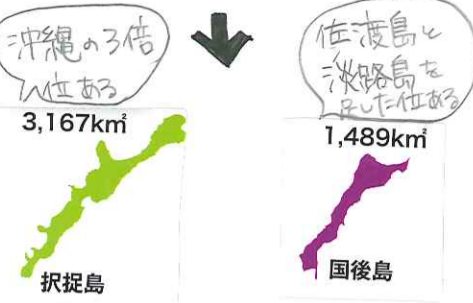 沖縄の3倍
位ある
3,167k㎡
択捉島
佐渡島と
淡路島を
足した位ある
1,489k㎡
国後島